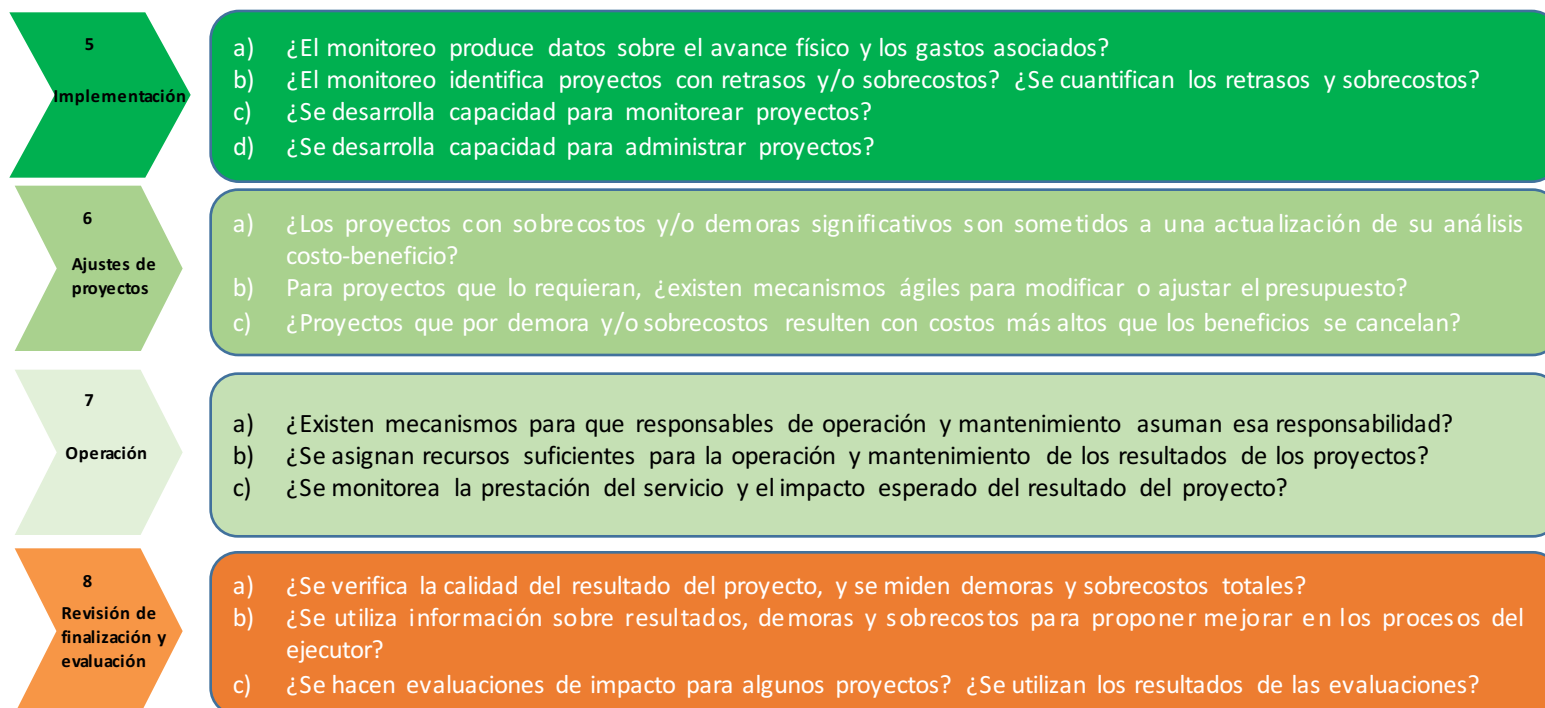 5
Implementación
a) ¿El monitoreo produce datos sobre el avance físico y los gastos asociados?
b) ¿El monitoreo identifica proyectos con retrasos y/o sobrecostos? ¿Se cuantifican los retrasos y sobrecostos?
c) ¿Se desarrolla capacidad para monitorear proyectos?
d) ¿Se desarrolla capacidad para administrar proyectos?
6
Ajustes de
proyectos
a) ¿Los proyectos con sobrecostos y/o demoras significativos son sometidos a una actualización de su análisis
costo-beneficio?
b) Para proyectos que lo requieran, ¿existen mecanismos ágiles para modificar o ajustar el presupuesto?
c) ¿Proyectos que por demora y/o sobrecostos resulten con costos más altos que los beneficios se cancelan?
7
Operación
a) ¿Existen mecanismos para que responsables de operación y mantenimiento asuman esa responsabilidad?
b) ¿Se asignan recursos suficientes para la operación y mantenimiento de los resultados de los proyectos?
c) ¿Se monitorea la prestación del servicio y el impacto esperado del resultado del proyecto?
8
Revisión de
finalización y
evaluación
a) ¿Se verifica la calidad del resultado del proyecto, y se miden demoras y sobrecostos totales?
b) ¿Se utiliza información sobre resultados, demoras y sobrecostos para proponer mejorar en los procesos del
ejecutor?
c) ¿Se hacen evaluaciones de impacto para algunos proyectos? ¿Se utilizan los resultados de las evaluaciones?